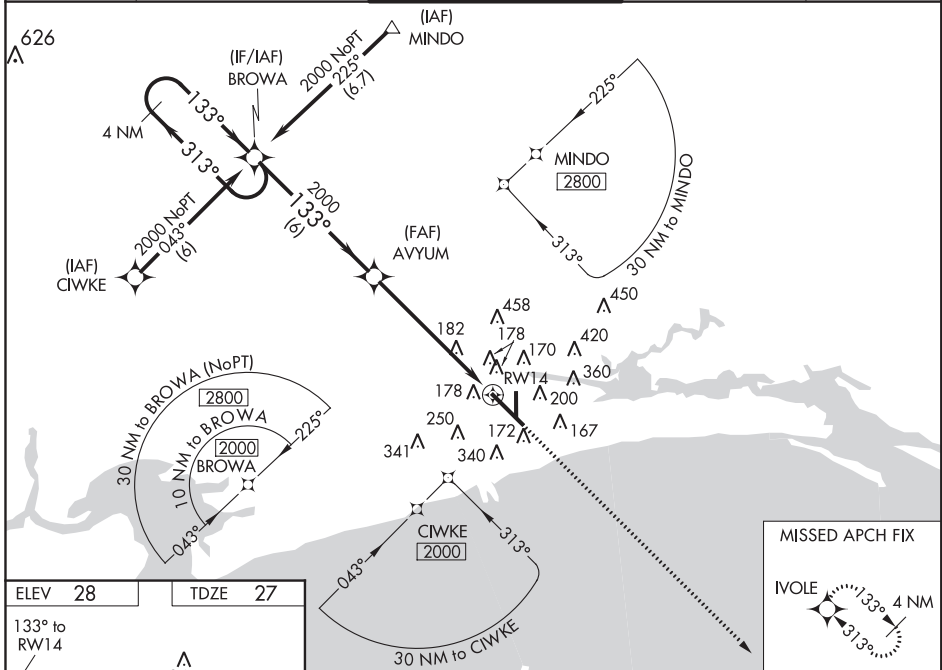 626
(IAF)
MINDO
(IF/IAF)
BROWA
2000 NoPT
225°
(6.7)
133°
4 NM
313°
2000 NoPT
043°
(6)
(IAF)
CIWKE
2000
133°
(6)
(FAF)
AVYUM
225°
MINDO
2800
313°
30 NM to MINDO
458
450
182
178
170
420
360
RW14
178
200
250
172
167
341
340
30 NM to BROWA (NoPT)
2800
10 NM to BROWA
2000
BROWA
225°
043°
CIWKE
2000
043°
313°
30 NM to CIWKE
MISSED APCH FIX
IVOLE
133°
4 NM
313°
ELEV 28
TDZE 27
133° to
RW14